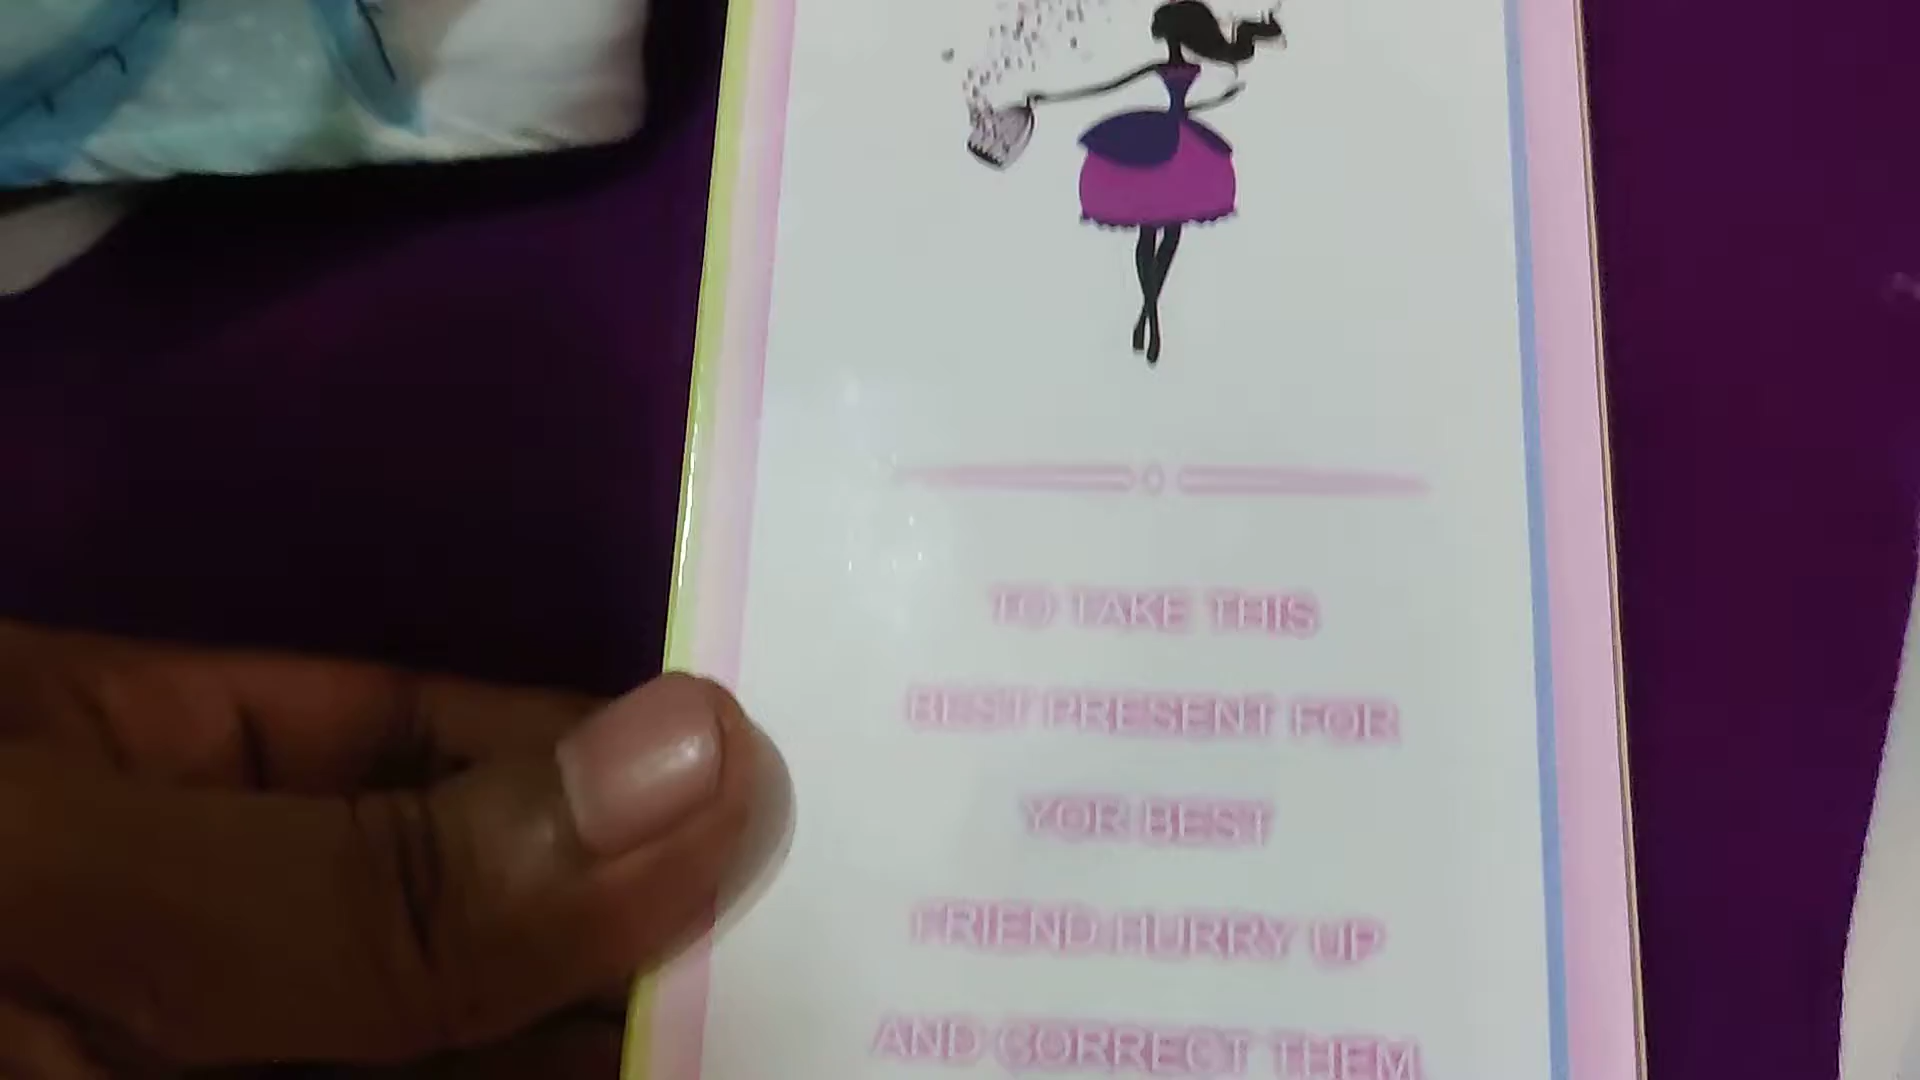 TO TAKE THIS
BEST PRESENT FOR
YOR BEST
FRIEND HURRY UP
AND CORRECT THEM